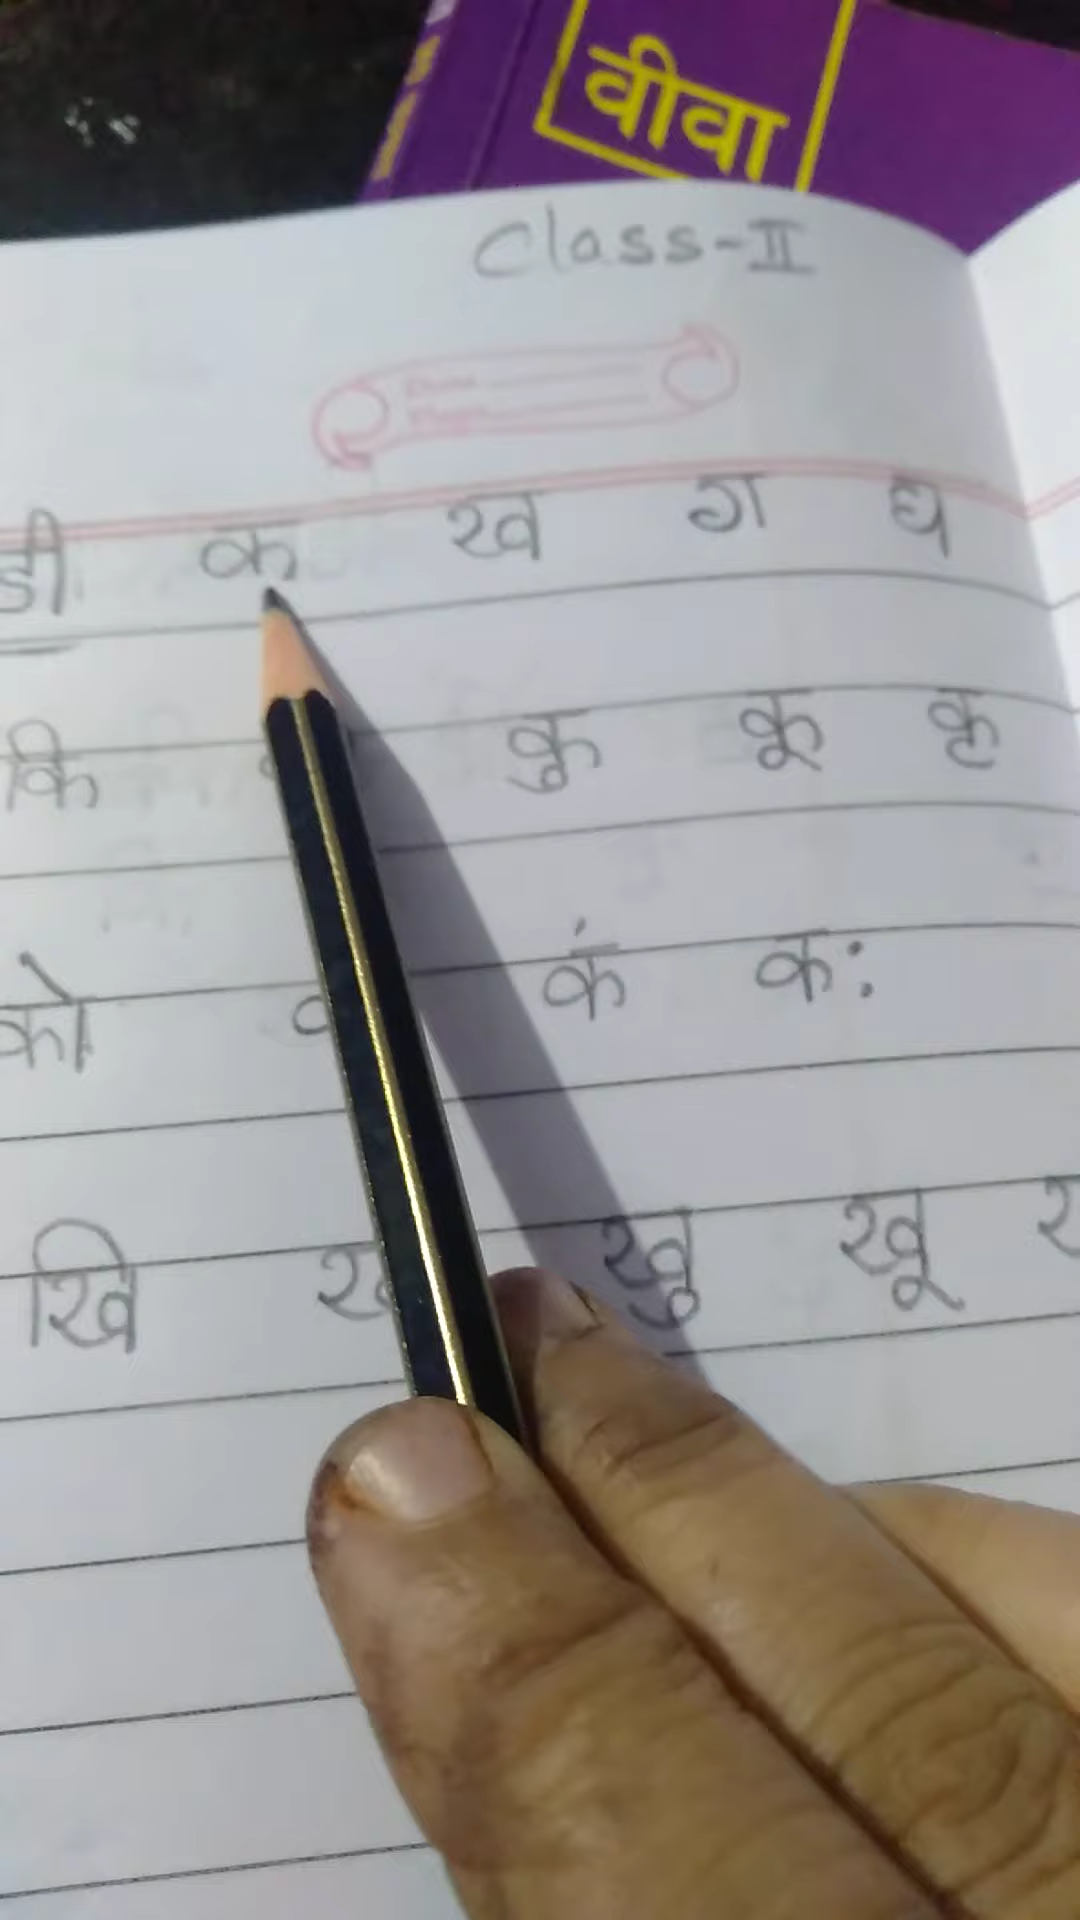 वीवा
Class-II
डी क ख ग घ
कि कु कू कृ
को कं कः
खि ख खु खू